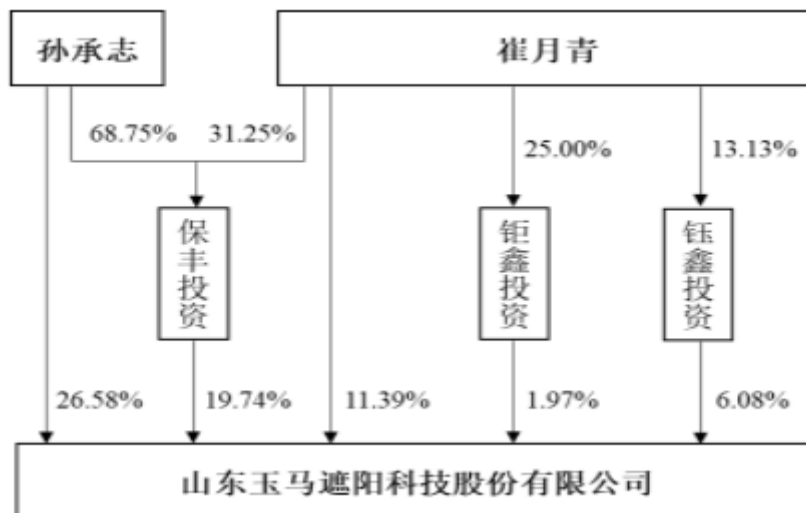 孙承志
崔月青
68.75%
31.25%
25.00%
13.13%
保丰投资
钜鑫投资
钰鑫投资
26.58%
19.74%
11.39%
1.97%
6.08%
山东玉马遮阳科技股份有限公司